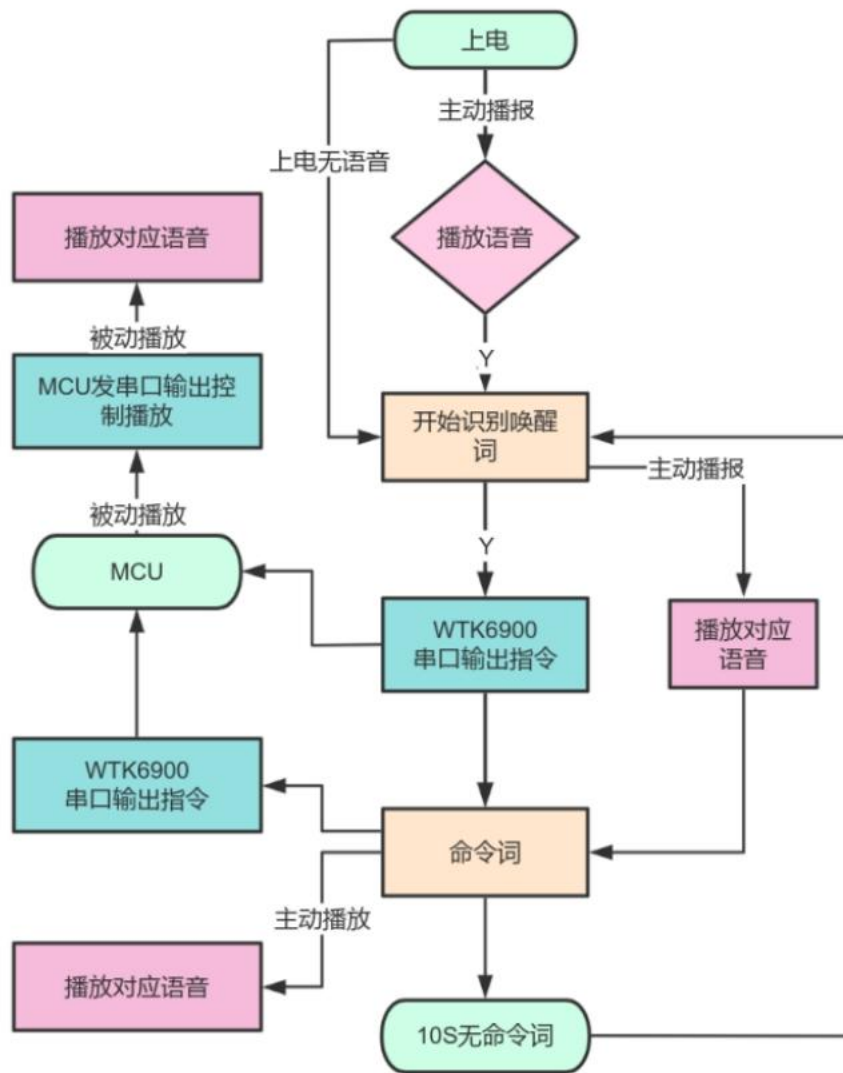 上电
主动播报
上电无语音
播放语音
播放对应语音
被动播放
Y
MCU发串口输出控
制播放
开始识别唤醒
词
主动播报
被动播放
Y
MCU
WTK6900
串口输出指令
播放对应
语音
WTK6900
串口输出指令
命令词
主动播放
播放对应语音
10S无命令词